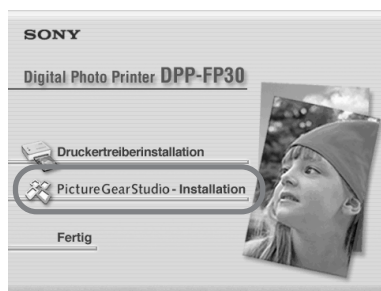 SONY
Digital Photo Printer DPP-FP30
Druckertreiberinstallation
PictureGearStudio - Installation
Fertig